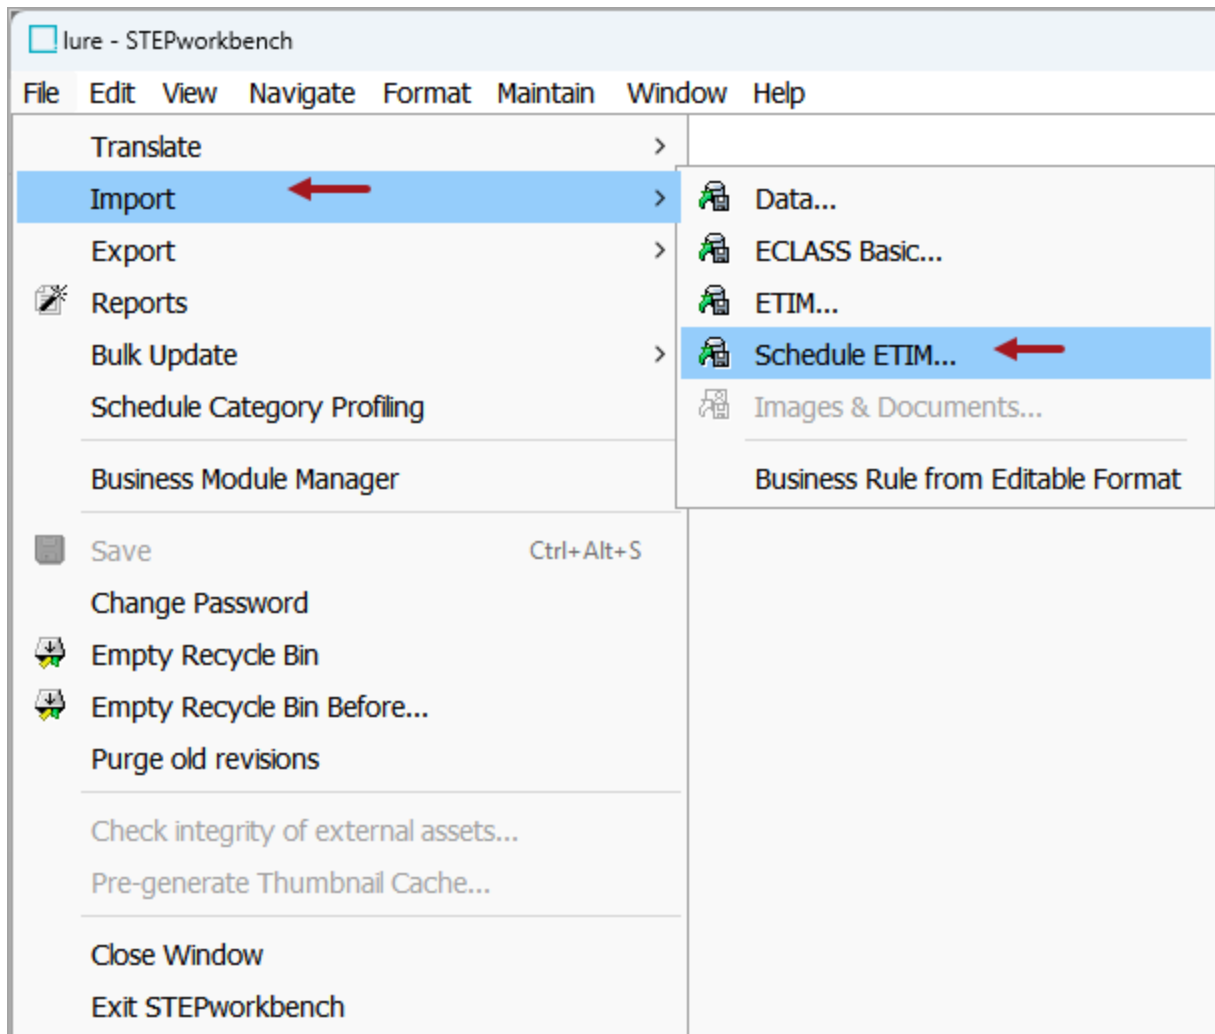 lure - STEPworkbench
File Edit View Navigate Format Maintain Window Help
Translate
Import
Export
Reports
Bulk Update
Schedule Category Profiling
Business Module Manager
Save Ctrl+Alt+S
Change Password
Empty Recycle Bin
Empty Recycle Bin Before...
Purge old revisions
Check integrity of external assets...
Pre-generate Thumbnail Cache...
Close Window
Exit STEPworkbench
Data...
ECLASS Basic...
ETIM...
Schedule ETIM...
Images & Documents...
Business Rule from Editable Format